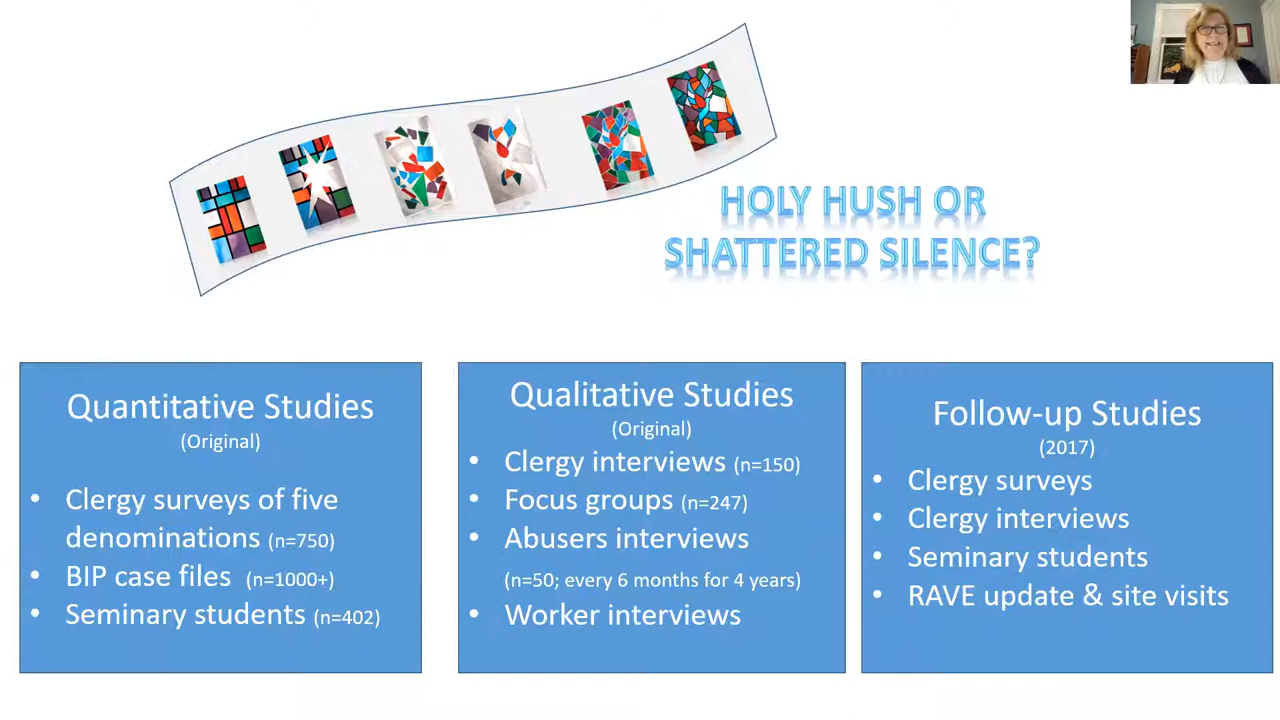 HOLY HUSH OR
SHATTERED SILENCE?
Quantitative Studies
(Original)
• Clergy surveys of five
denominations (n=750)
• BIP case files (n=1000+)
• Seminary students (n=402)
Qualitative Studies
(Original)
• Clergy interviews (n=150)
• Focus groups (n=247)
• Abusers interviews
(n=50; every 6 months for 4 years)
• Worker interviews
Follow-up Studies
(2017)
• Clergy surveys
• Clergy interviews
• Seminary students
• RAVE update & site visits